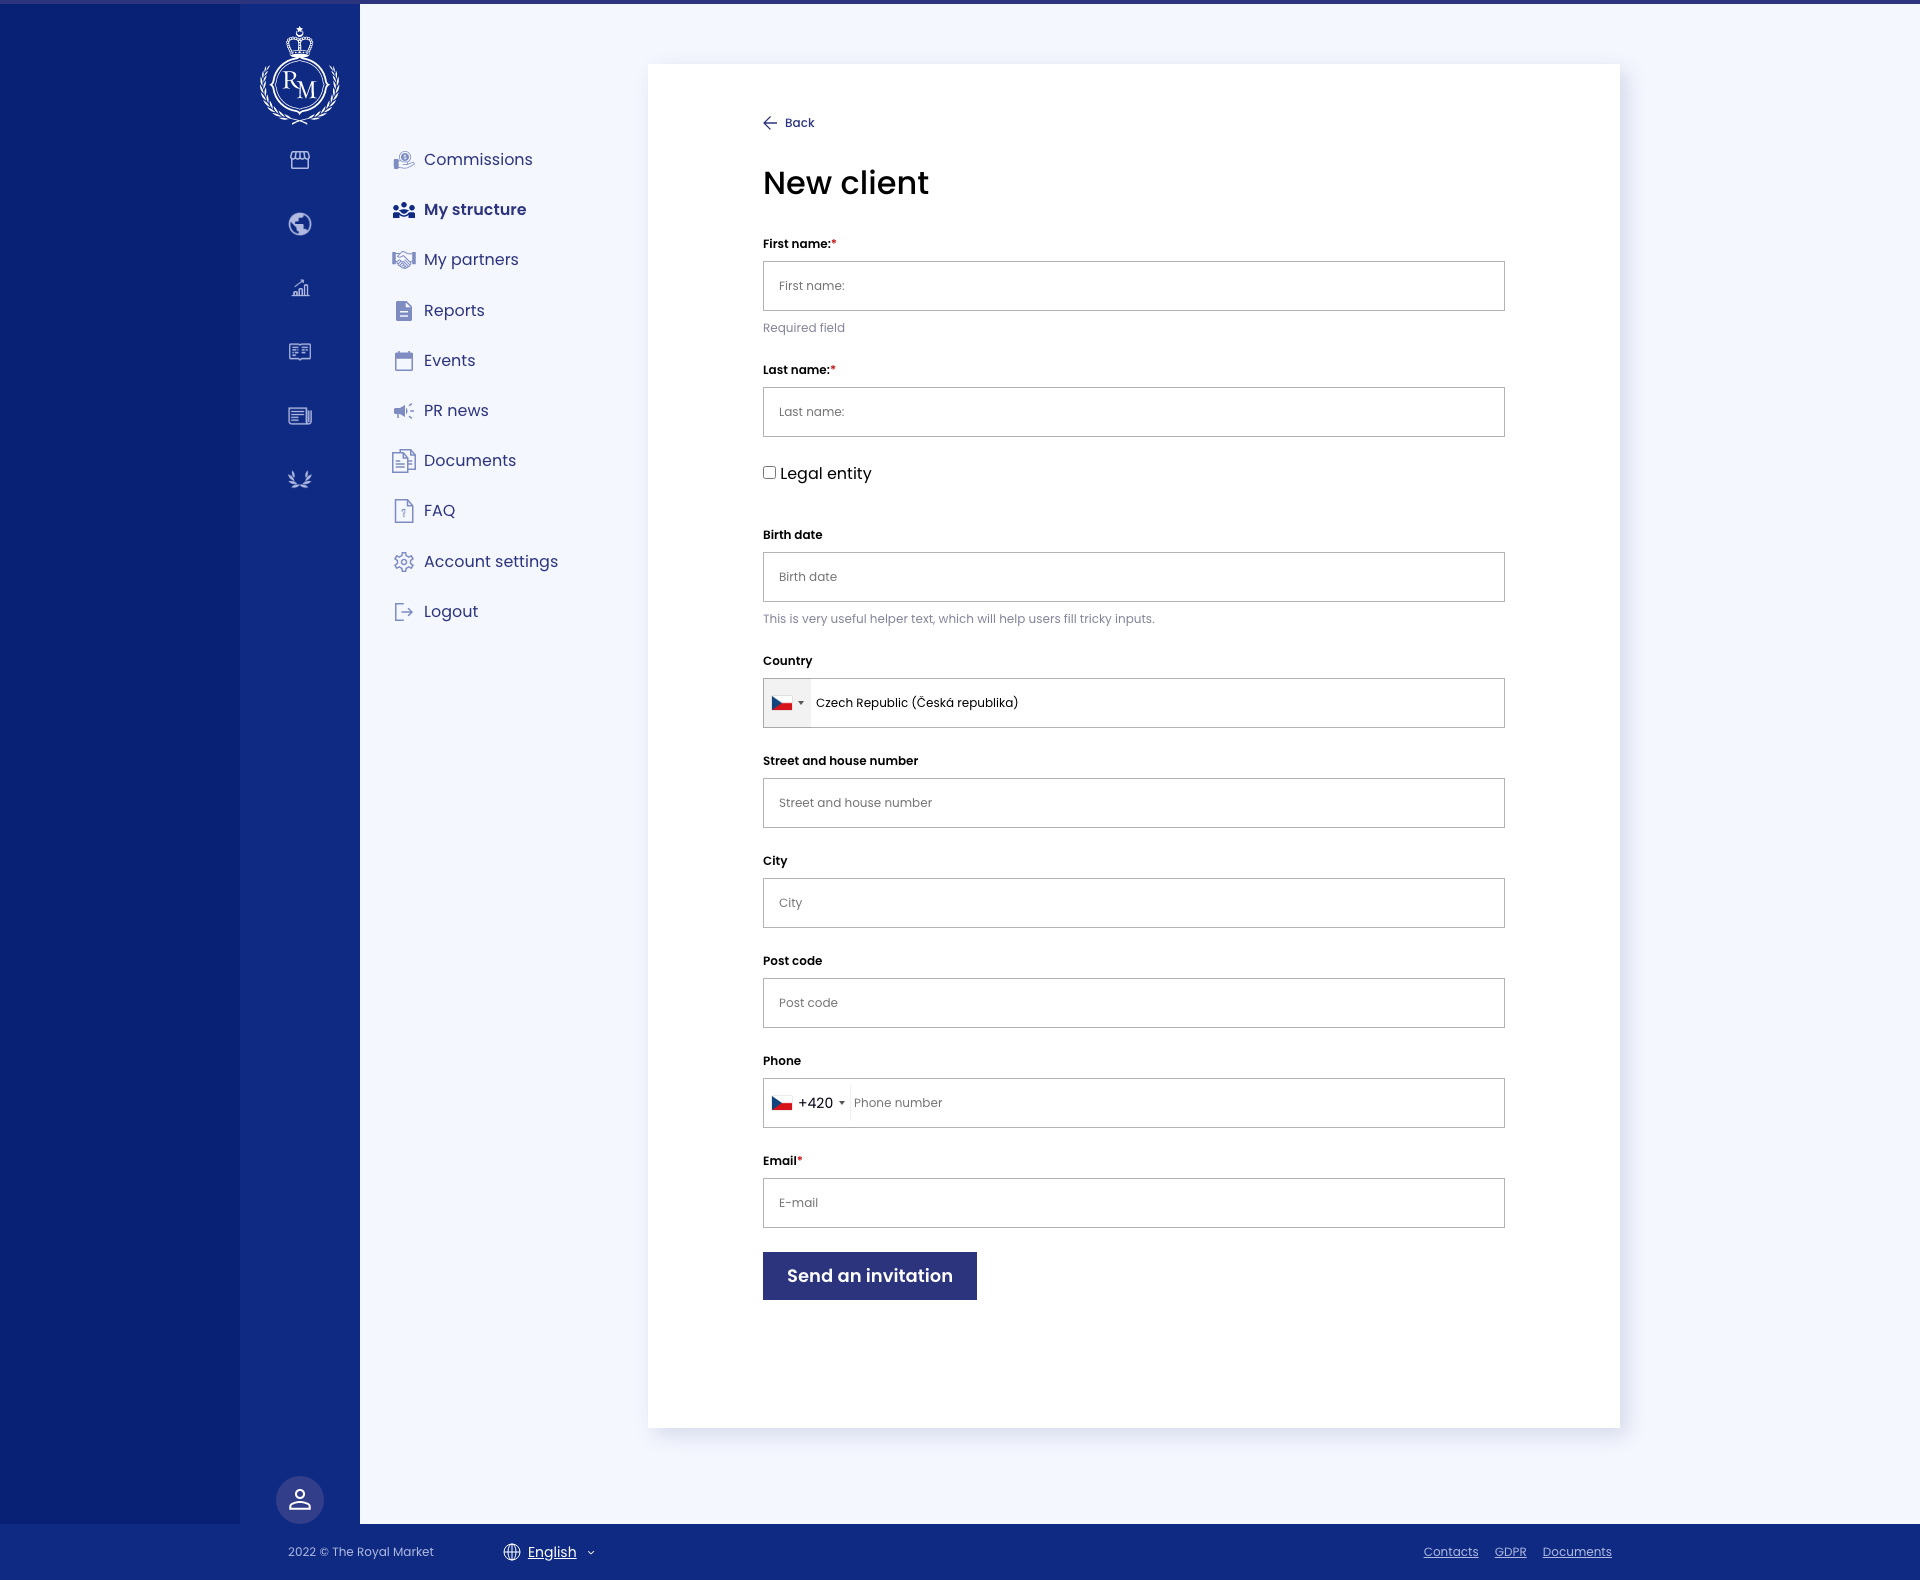 RM
Commissions
My structure
My partners
Reports
Events
PR news
Documents
FAQ
Account settings
Logout
Back
New client
First name:*
First name:
Required field
Last name:*
Last name:
Legal entity
Birth date
Birth date
This is very useful helper text, which will help users fill tricky inputs.
Country
Czech Republic (Česká republika)
Street and house number
Street and house number
City
City
Post code
Post code
Phone
+420 Phone number
Email*
E-mail
Send an invitation
2022 © The Royal Market English Contacts GDPR Documents